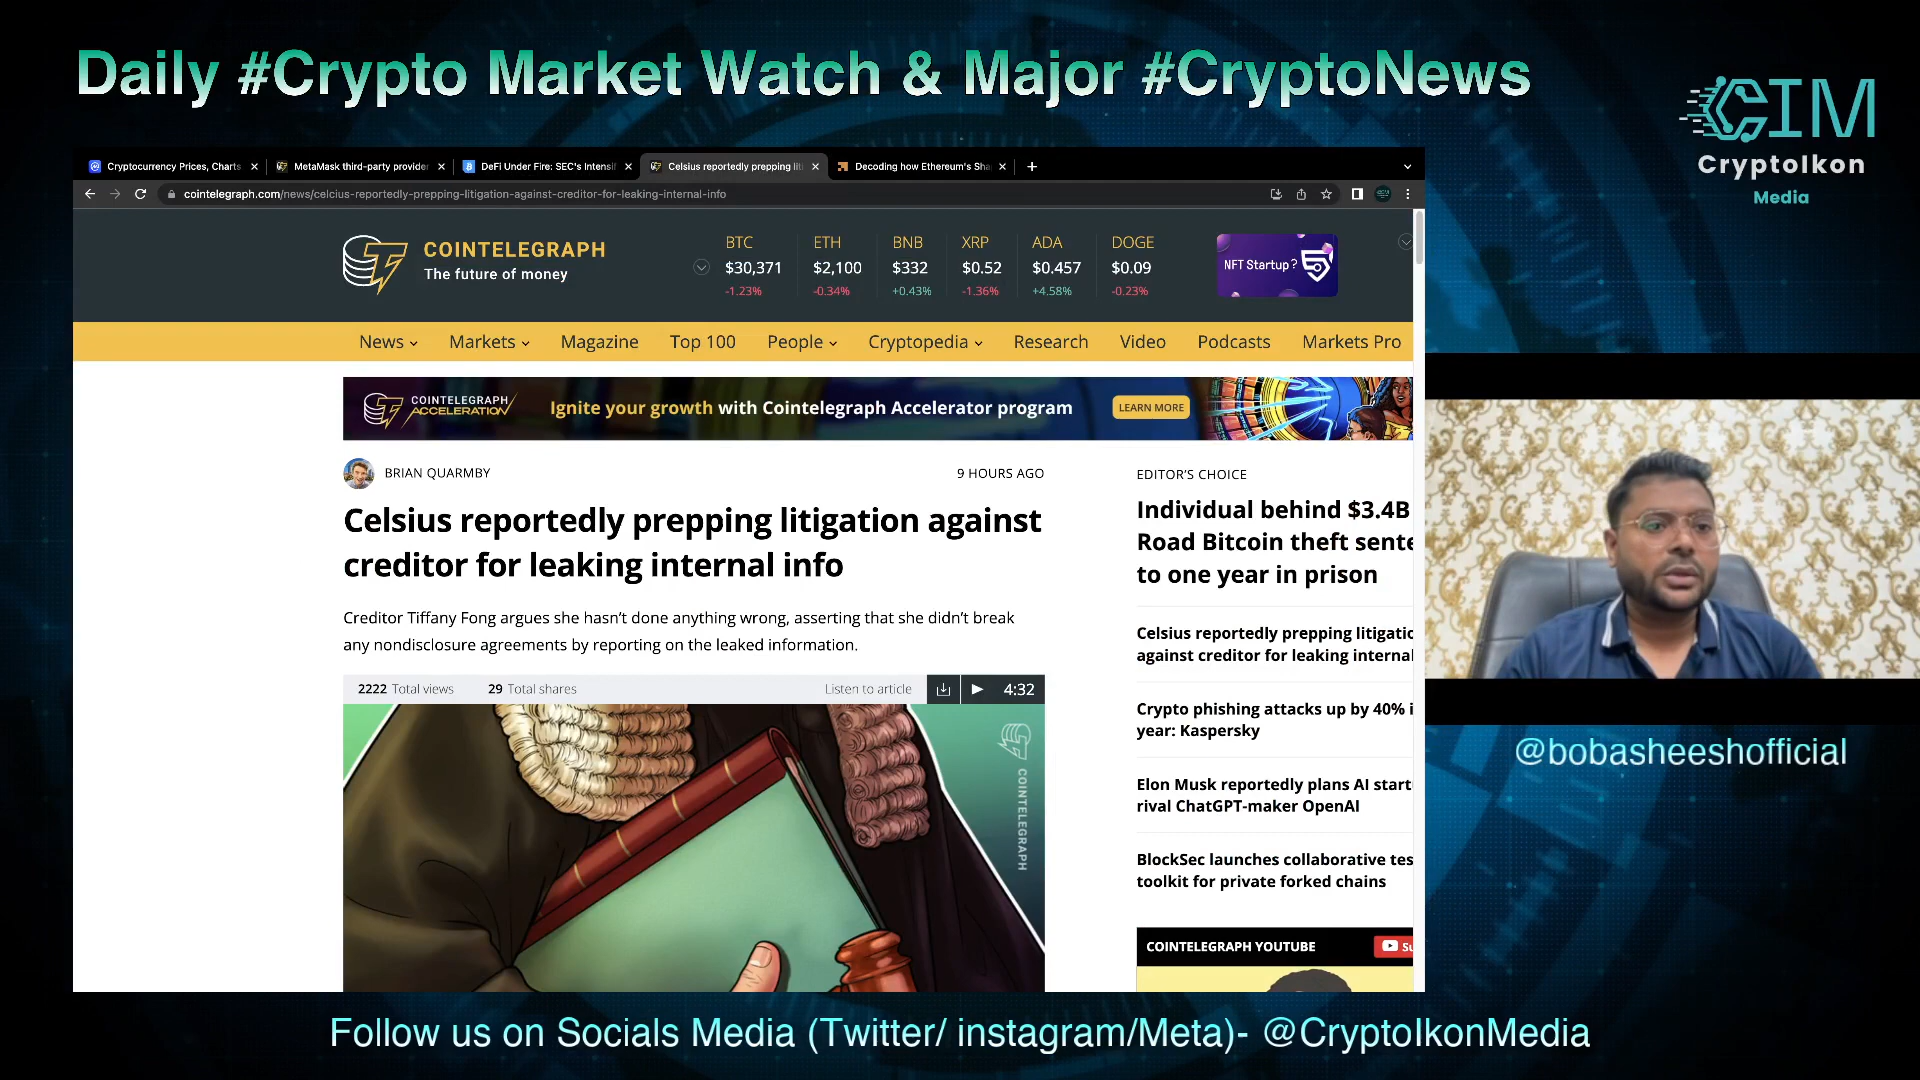 Daily #Crypto Market Watch & Major #CryptoNews
CIM
CryptoIkon
Media
Cryptocurrency Prices, Charts
MetaMask third-party provider
DeFi Under Fire: SEC's Intensif
Celsius reportedly prepping liti
Decoding how Ethereum's Sha
cointelegraph.com/news/celcius-reportedly-prepping-litigation-against-creditor-for-leaking-internal-info
COINTELEGRAPH
The future of money
BTC ETH BNB XRP ADA DOGE
$30,371 $2,100 $332 $0.52 $0.457 $0.09
-1.23% -0.34% +0.43% -1.36% +4.58% -0.23%
NFT Startup?
News Markets Magazine Top 100 People Cryptopedia Research Video Podcasts Markets Pro
COINTELEGRAPH
ACCELERATION
Ignite your growth with Cointelegraph Accelerator program
LEARN MORE
BRIAN QUARMBY
9 HOURS AGO
Celsius reportedly prepping litigation against
creditor for leaking internal info
Creditor Tiffany Fong argues she hasn't done anything wrong, asserting that she didn't break
any nondisclosure agreements by reporting on the leaked information.
2222 Total views 29 Total shares Listen to article 4:32
COINTELEGRAPH
EDITOR'S CHOICE
Individual behind $3.4B
Road Bitcoin theft sente
to one year in prison
Celsius reportedly prepping litigatio
against creditor for leaking internal
Crypto phishing attacks up by 40% i
year: Kaspersky
Elon Musk reportedly plans AI start
rival ChatGPT-maker OpenAI
BlockSec launches collaborative tes
toolkit for private forked chains
COINTELEGRAPH YOUTUBE
Su
@bobasheeshofficial
Follow us on Socials Media (Twitter/ instagram/Meta)- @CryptoIkonMedia